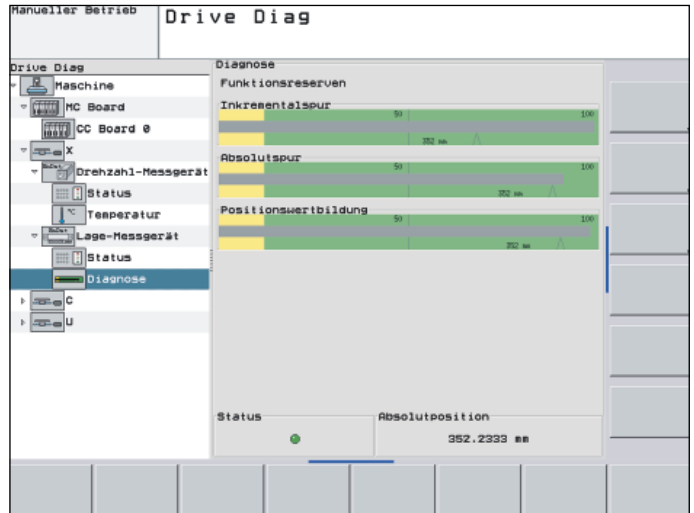 Manueller Betrieb
Drive Diag
Drive Diag
Maschine
MC Board
CC Board 0
X
EnDat
Drehzahl-Messgerät
Status
°C
Temperatur
EnDat
Lage-Messgerät
Status
Diagnose
C
U
Diagnose
Funktionsreserven
Inkrementalspur
50
100
352 mm
Absolutspur
50
100
352 mm
Positionswertbildung
50
100
352 mm
Status
Absolutposition
352.2333 mm